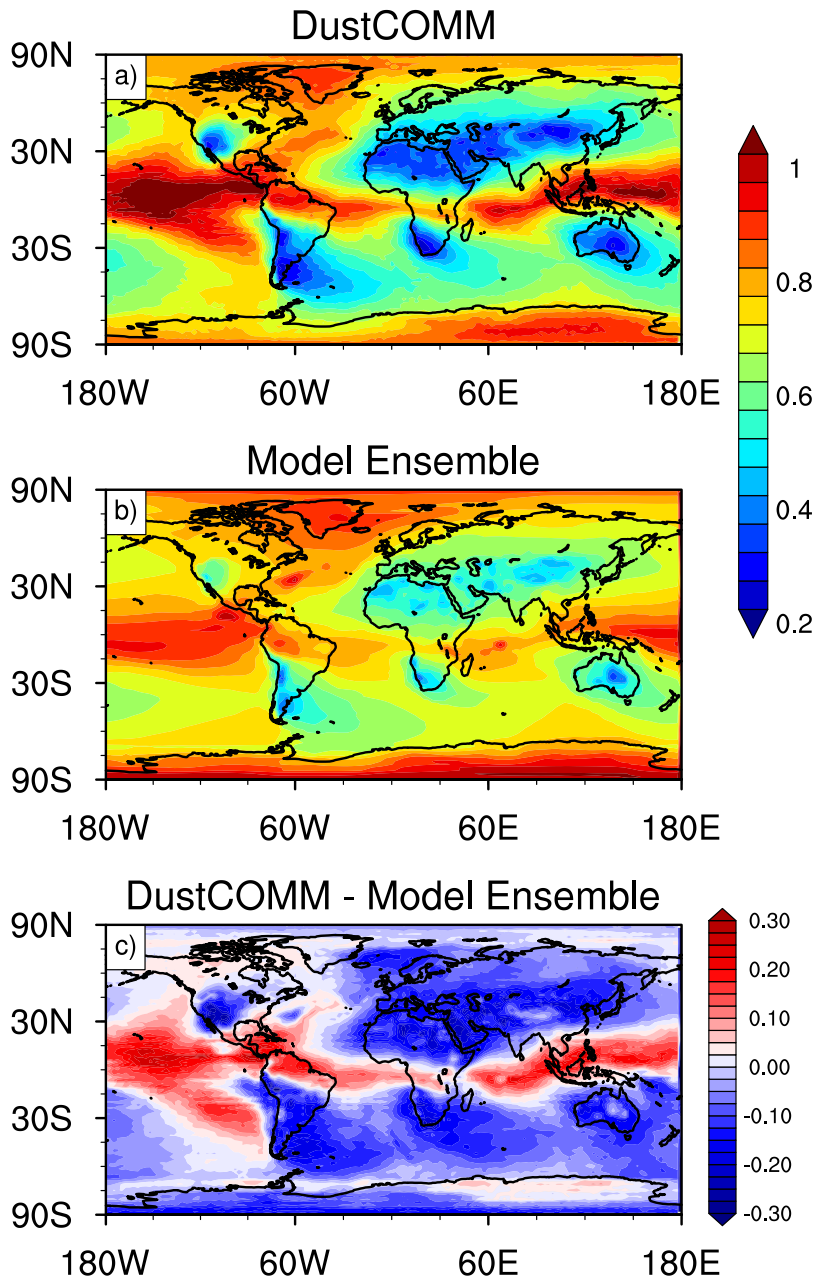 DustCOMM
a)
90N
30N
30S
90S
180W 60W 60E 180E
1
0.8
0.6
0.4
0.2
Model Ensemble
b)
90N
30N
30S
90S
180W 60W 60E 180E
DustCOMM - Model Ensemble
c)
90N
30N
30S
90S
180W 60W 60E 180E
0.30
0.20
0.10
0.00
-0.10
-0.20
-0.30